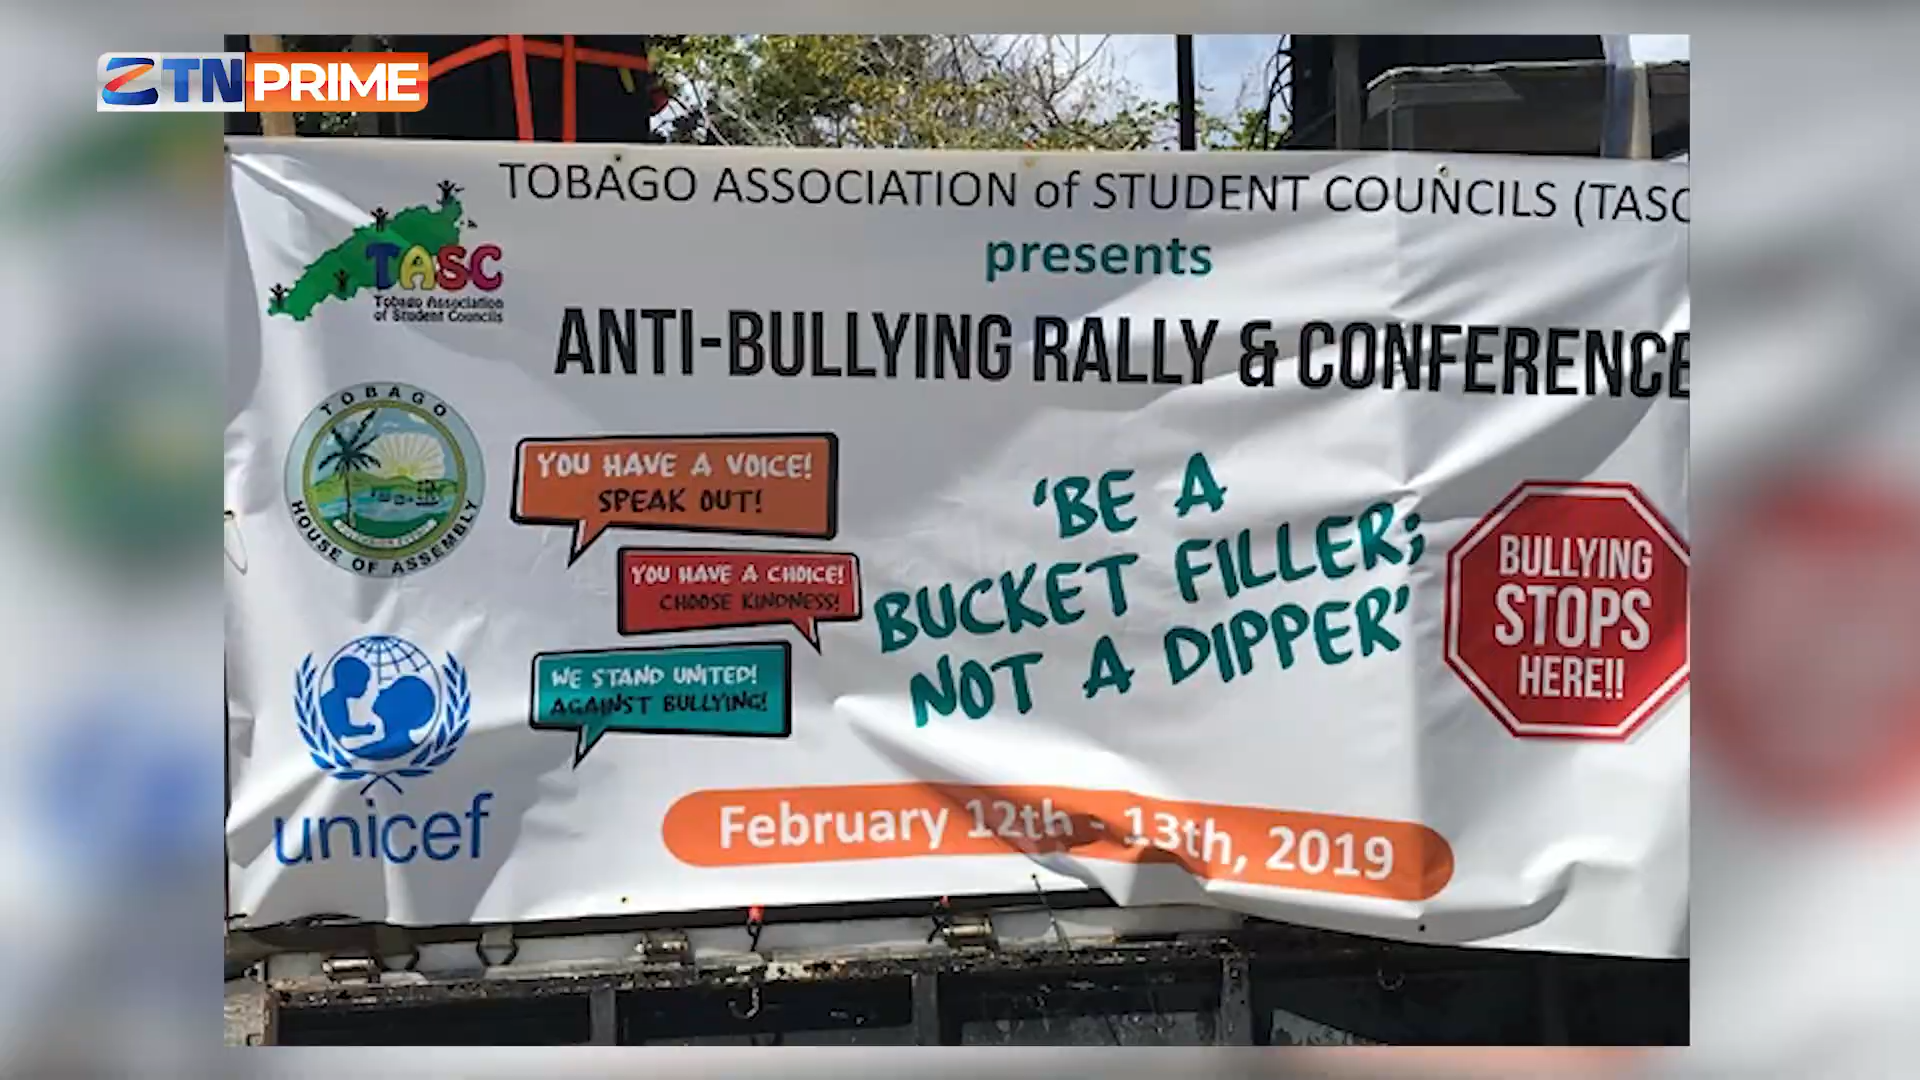 ZTN PRIME
TOBAGO ASSOCIATION of STUDENT COUNCILS (TASC
presents
TASC
Tobago Association
of Student Councils
ANTI-BULLYING RALLY & CONFERENCE
TOBAGO
HOUSE OF ASSEMBLY
YOU HAVE A VOICE!
SPEAK OUT!
YOU HAVE A CHOICE!
CHOOSE KINDNESS!
WE STAND UNITED!
AGAINST BULLYING!
'BE A
BUCKET FILLER;
NOT A DIPPER'
BULLYING
STOPS
HERE!!
unicef
February 12th - 13th, 2019